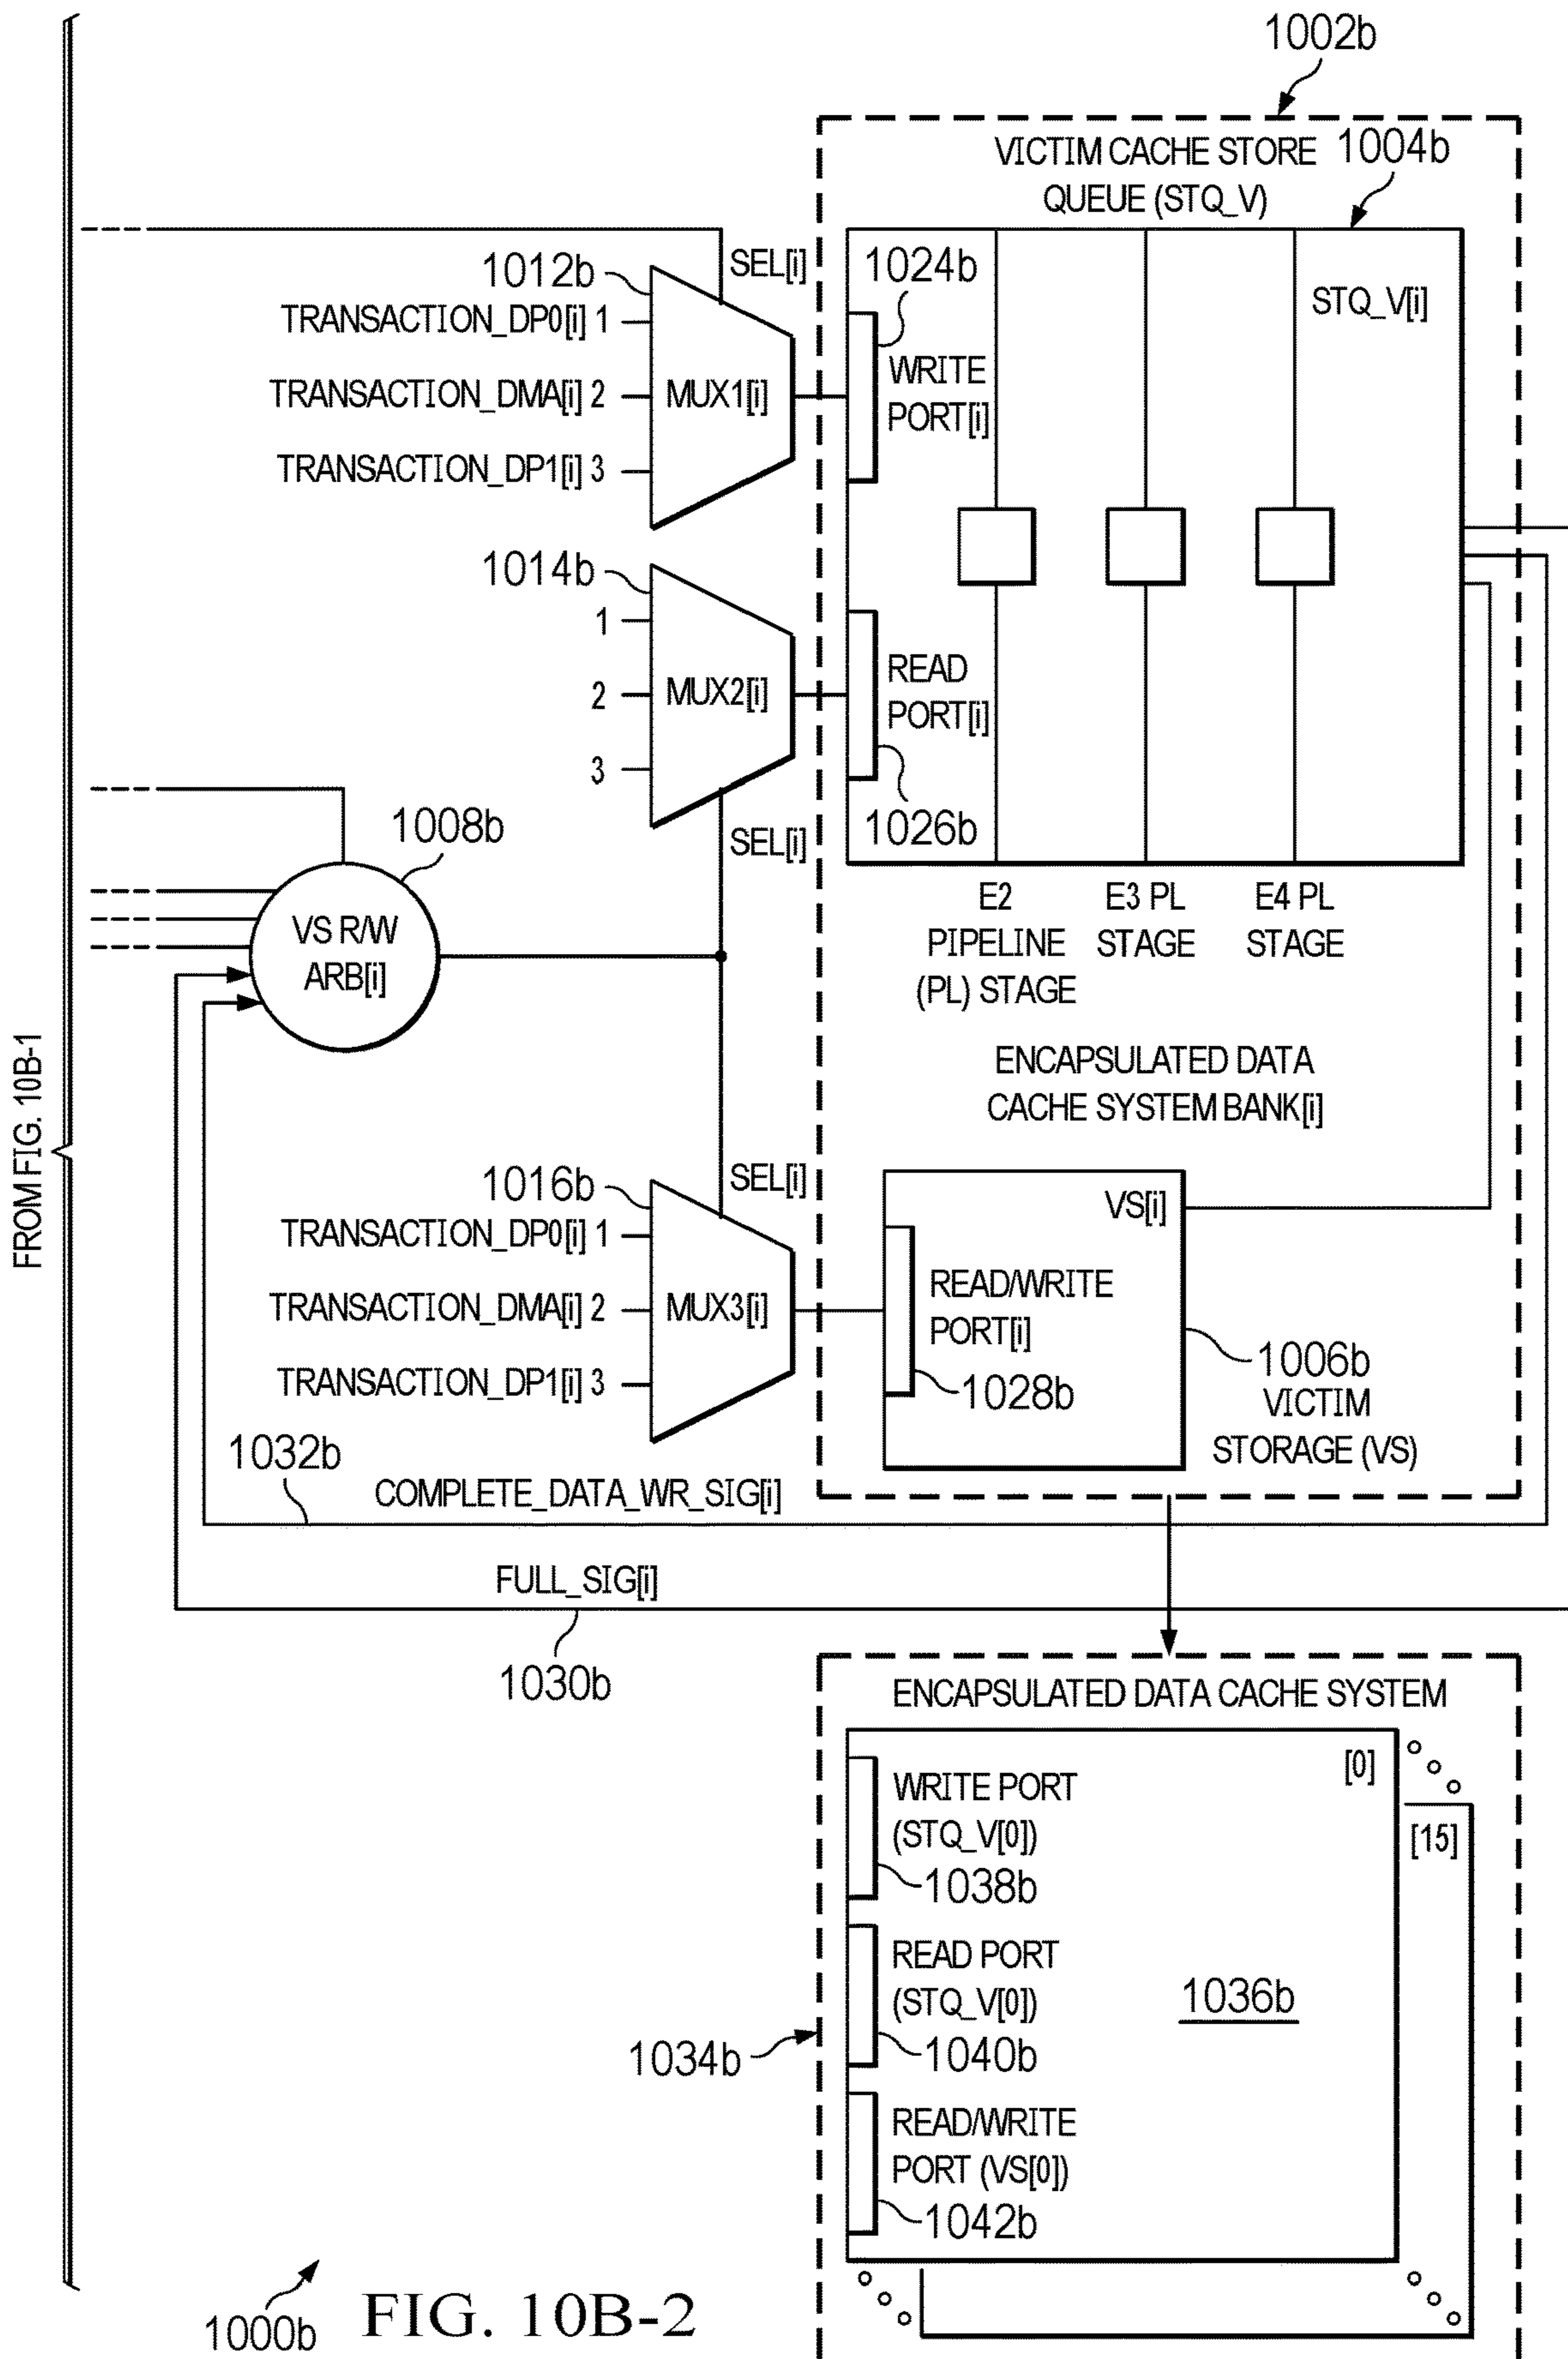 1002b
VICTIM CACHE STORE
QUEUE (STQ_V)
1004b
SEL[i]
1012b
1024b
STQ_V[i]
TRANSACTION_DP0[i] 1
TRANSACTION_DMA[i] 2
TRANSACTION_DP1[i] 3
MUX1[i]
WRITE
PORT[i]
1014b
1
2
3
MUX2[i]
READ
PORT[i]
1026b
SEL[i]
1008b
VS R/W
ARB[i]
E2
PIPELINE
(PL) STAGE
E3 PL
STAGE
E4 PL
STAGE
FROM FIG. 10B-1
ENCAPSULATED DATA
CACHE SYSTEM BANK[i]
SEL[i]
1016b
TRANSACTION_DP0[i] 1
TRANSACTION_DMA[i] 2
TRANSACTION_DP1[i] 3
MUX3[i]
VS[i]
READ/WRITE
PORT[i]
1028b
1006b
VICTIM
STORAGE (VS)
1032b
COMPLETE_DATA_WR_SIG[i]
FULL_SIG[i]
1030b
ENCAPSULATED DATA CACHE SYSTEM
[0]
[15]
WRITE PORT
(STQ_V[0])
1038b
READ PORT
(STQ_V[0])
1040b
1036b
1034b
READ/WRITE
PORT (VS[0])
1042b
1000b
FIG. 10B-2